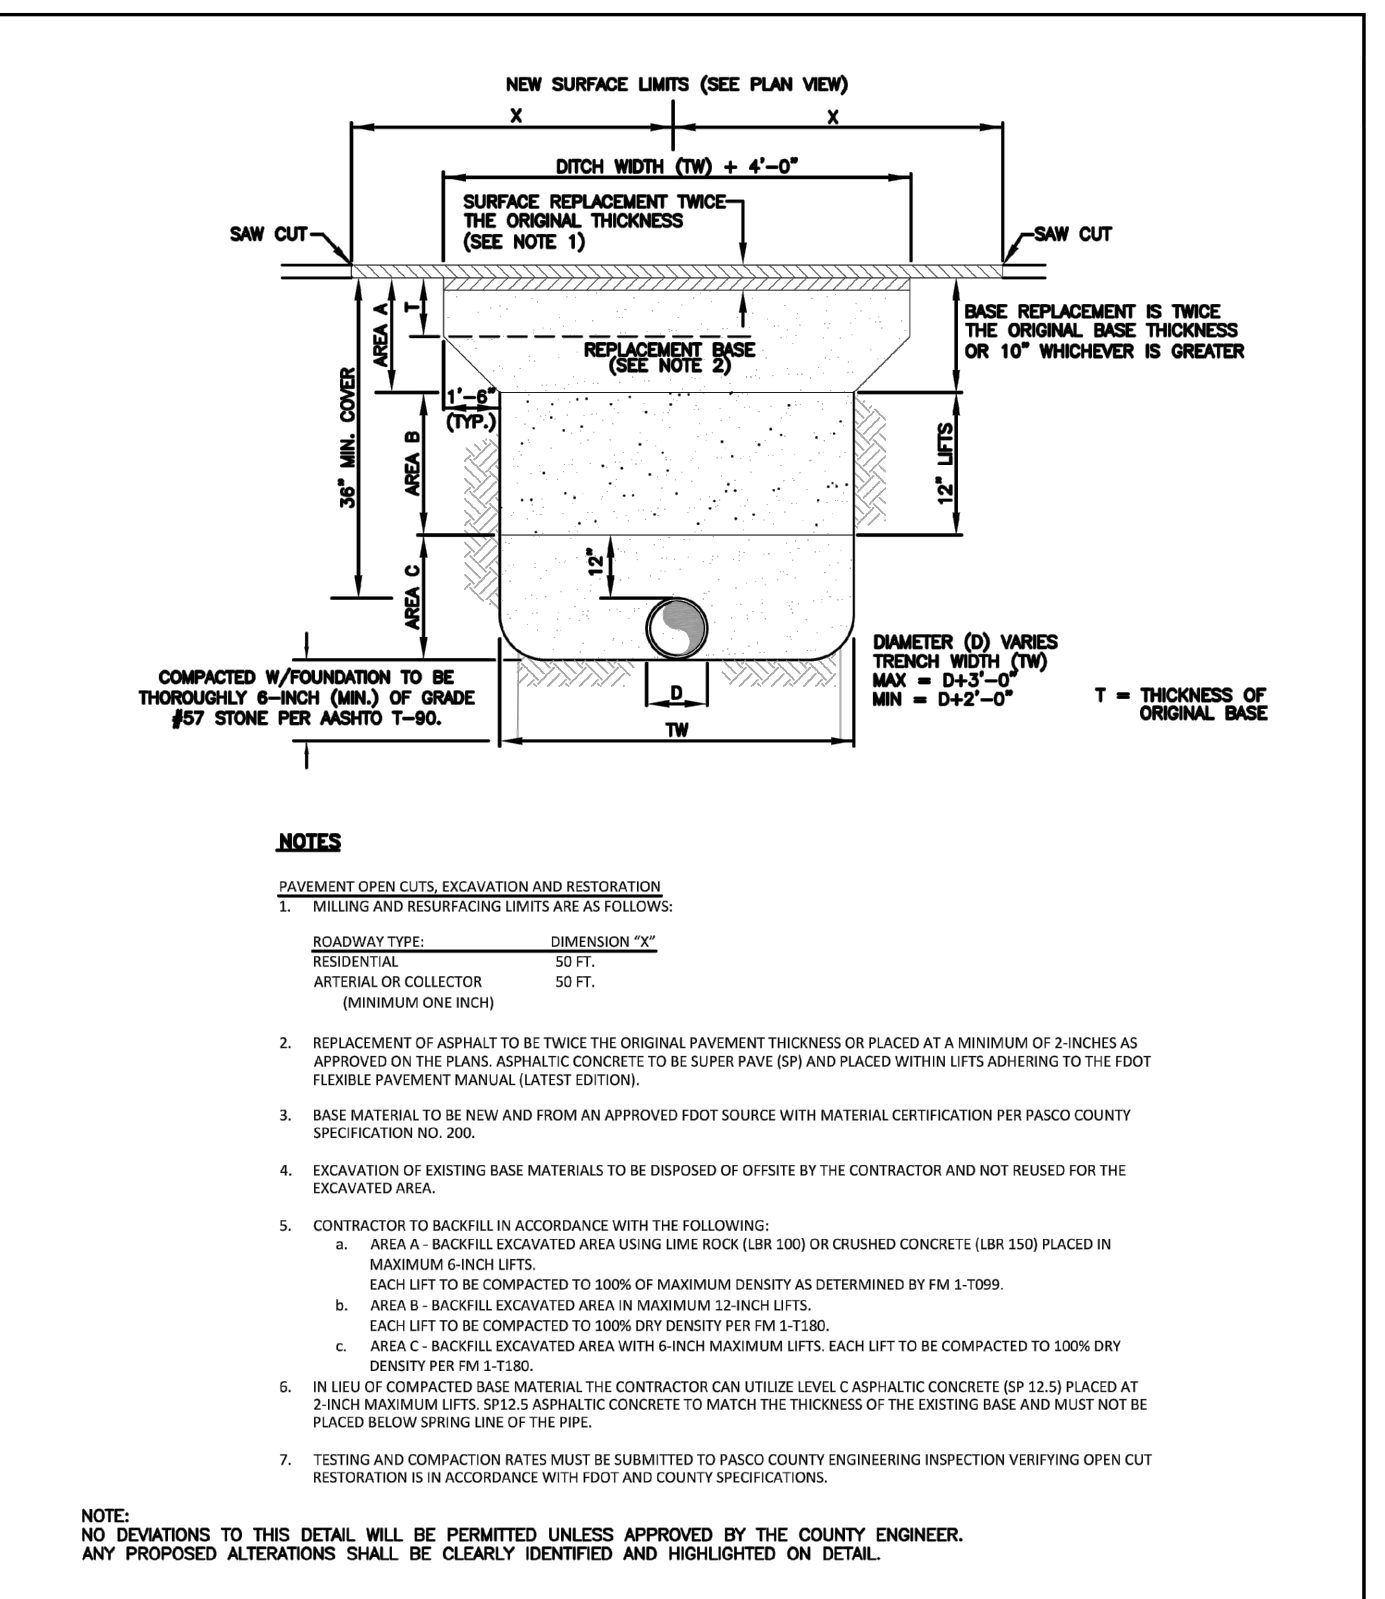 NEW SURFACE LIMITS (SEE PLAN VIEW)
X
X
DITCH WIDTH (TW) + 4'-0"
SURFACE REPLACEMENT TWICE
THE ORIGINAL THICKNESS
(SEE NOTE 1)
SAW CUT
SAW CUT
AREA A
T
BASE REPLACEMENT IS TWICE
THE ORIGINAL BASE THICKNESS
OR 10" WHICHEVER IS GREATER
REPLACEMENT BASE
(SEE NOTE 2)
36" MIN. COVER
1'-6"
(TYP.)
AREA B
12" LIFTS
12"
AREA C
DIAMETER (D) VARIES
TRENCH WIDTH (TW)
MAX = D+3'-0"
MIN = D+2'-0"
T = THICKNESS OF
ORIGINAL BASE
COMPACTED W/FOUNDATION TO BE
THOROUGHLY 6-INCH (MIN.) OF GRADE
#57 STONE PER AASHTO T-90.
D
TW
NOTES
PAVEMENT OPEN CUTS, EXCAVATION AND RESTORATION
1. MILLING AND RESURFACING LIMITS ARE AS FOLLOWS:
ROADWAY TYPE: DIMENSION "X"
RESIDENTIAL 50 FT.
ARTERIAL OR COLLECTOR 50 FT.
(MINIMUM ONE INCH)
2. REPLACEMENT OF ASPHALT TO BE TWICE THE ORIGINAL PAVEMENT THICKNESS OR PLACED AT A MINIMUM OF 2-INCHES AS
APPROVED ON THE PLANS. ASPHALTIC CONCRETE TO BE SUPER PAVE (SP) AND PLACED WITHIN LIFTS ADHERING TO THE FDOT
FLEXIBLE PAVEMENT MANUAL (LATEST EDITION).
3. BASE MATERIAL TO BE NEW AND FROM AN APPROVED FDOT SOURCE WITH MATERIAL CERTIFICATION PER PASCO COUNTY
SPECIFICATION NO. 200.
4. EXCAVATION OF EXISTING BASE MATERIALS TO BE DISPOSED OF OFFSITE BY THE CONTRACTOR AND NOT REUSED FOR THE
EXCAVATED AREA.
5. CONTRACTOR TO BACKFILL IN ACCORDANCE WITH THE FOLLOWING:
a. AREA A - BACKFILL EXCAVATED AREA USING LIME ROCK (LBR 100) OR CRUSHED CONCRETE (LBR 150) PLACED IN
MAXIMUM 6-INCH LIFTS.
EACH LIFT TO BE COMPACTED TO 100% OF MAXIMUM DENSITY AS DETERMINED BY FM 1-T099.
b. AREA B - BACKFILL EXCAVATED AREA IN MAXIMUM 12-INCH LIFTS.
EACH LIFT TO BE COMPACTED TO 100% DRY DENSITY PER FM 1-T180.
c. AREA C - BACKFILL EXCAVATED AREA WITH 6-INCH MAXIMUM LIFTS. EACH LIFT TO BE COMPACTED TO 100% DRY
DENSITY PER FM 1-T180.
6. IN LIEU OF COMPACTED BASE MATERIAL THE CONTRACTOR CAN UTILIZE LEVEL C ASPHALTIC CONCRETE (SP 12.5) PLACED AT
2-INCH MAXIMUM LIFTS. SP12.5 ASPHALTIC CONCRETE TO MATCH THE THICKNESS OF THE EXISTING BASE AND MUST NOT BE
PLACED BELOW SPRING LINE OF THE PIPE.
7. TESTING AND COMPACTION RATES MUST BE SUBMITTED TO PASCO COUNTY ENGINEERING INSPECTION VERIFYING OPEN CUT
RESTORATION IS IN ACCORDANCE WITH FDOT AND COUNTY SPECIFICATIONS.
NOTE:
NO DEVIATIONS TO THIS DETAIL WILL BE PERMITTED UNLESS APPROVED BY THE COUNTY ENGINEER.
ANY PROPOSED ALTERATIONS SHALL BE CLEARLY IDENTIFIED AND HIGHLIGHTED ON DETAIL.